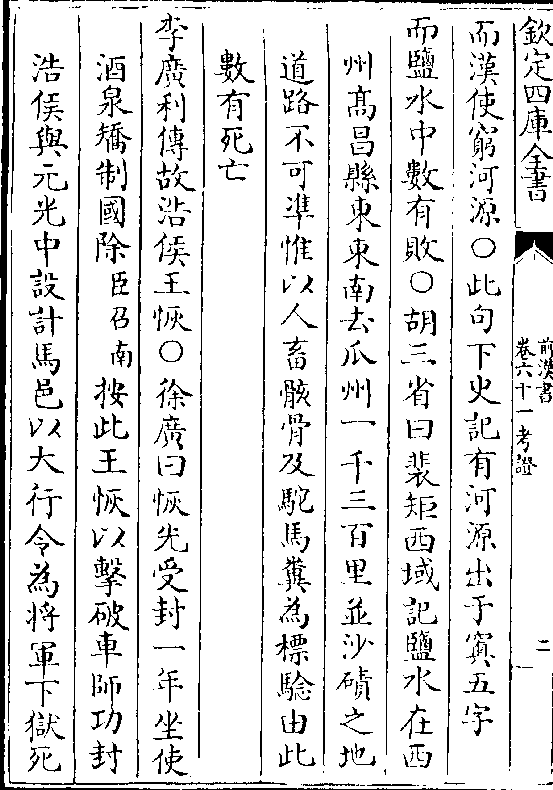 欽定四庫全書
前漢書
卷六十一考證
二
而漢使窮河源○此句下史記有河源出于窴五字
而鹽水中數有敗○胡三省曰裴矩西域記鹽水在西
州髙昌縣東東南去瓜州一千三百里並沙磧之地
道路不可凖惟以人畜骸骨及駝馬糞為標驗由此
數有死亡
李廣利傳故浩侯王恢○徐廣曰恢先受封一年坐使
酒泉矯制國除臣召南按此王恢以擊破車師功封
浩侯與元光中設計馬邑以大行令為將軍下獄死